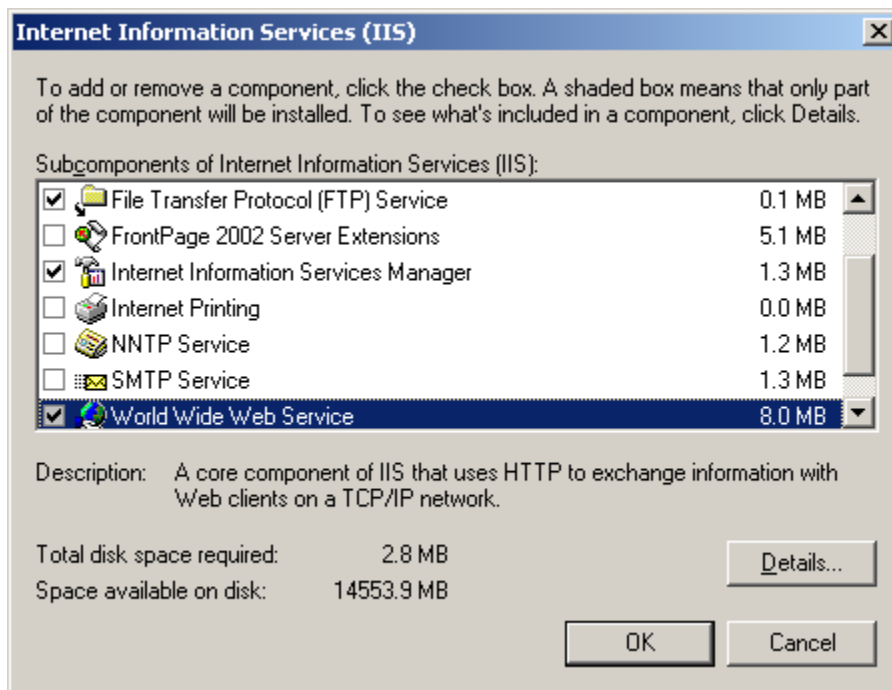 Internet Information Services (IIS)
To add or remove a component, click the check box. A shaded box means that only part
of the component will be installed. To see what's included in a component, click Details.
Subcomponents of Internet Information Services (IIS):
File Transfer Protocol (FTP) Service 0.1 MB
FrontPage 2002 Server Extensions 5.1 MB
Internet Information Services Manager 1.3 MB
Internet Printing 0.0 MB
NNTP Service 1.2 MB
SMTP Service 1.3 MB
World Wide Web Service 8.0 MB
Description: A core component of IIS that uses HTTP to exchange information with
Web clients on a TCP/IP network.
Total disk space required: 2.8 MB
Details...
Space available on disk: 14553.9 MB
OK Cancel